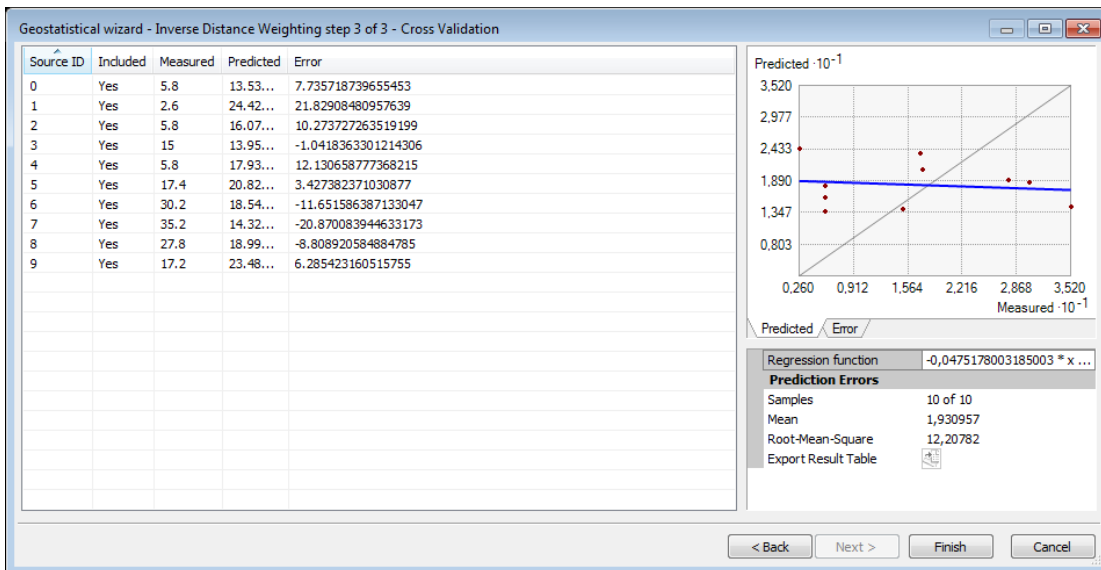 Geostatistical wizard - Inverse Distance Weighting step 3 of 3 - Cross Validation
Source ID Included Measured Predicted Error
0 Yes 5.8 13.53... 7.735718739655453
1 Yes 2.6 24.42... 21.82908480957639
2 Yes 5.8 16.07... 10.273727263519199
3 Yes 15 13.95... -1.0418363301214306
4 Yes 5.8 17.93... 12.130658777368215
5 Yes 17.4 20.82... 3.427382371030877
6 Yes 30.2 18.54... -11.651586387133047
7 Yes 35.2 14.32... -20.870083944633173
8 Yes 27.8 18.99... -8.808920584884785
9 Yes 17.2 23.48... 6.285423160515755
Predicted ·10⁻¹
3,520
2,977
2,433
1,890
1,347
0,803
0,260 0,912 1,564 2,216 2,868 3,520
Measured ·10⁻¹
Predicted Error
Regression function -0,0475178003185003 * x ...
Prediction Errors
Samples 10 of 10
Mean 1,930957
Root-Mean-Square 12,20782
Export Result Table
< Back Next > Finish Cancel